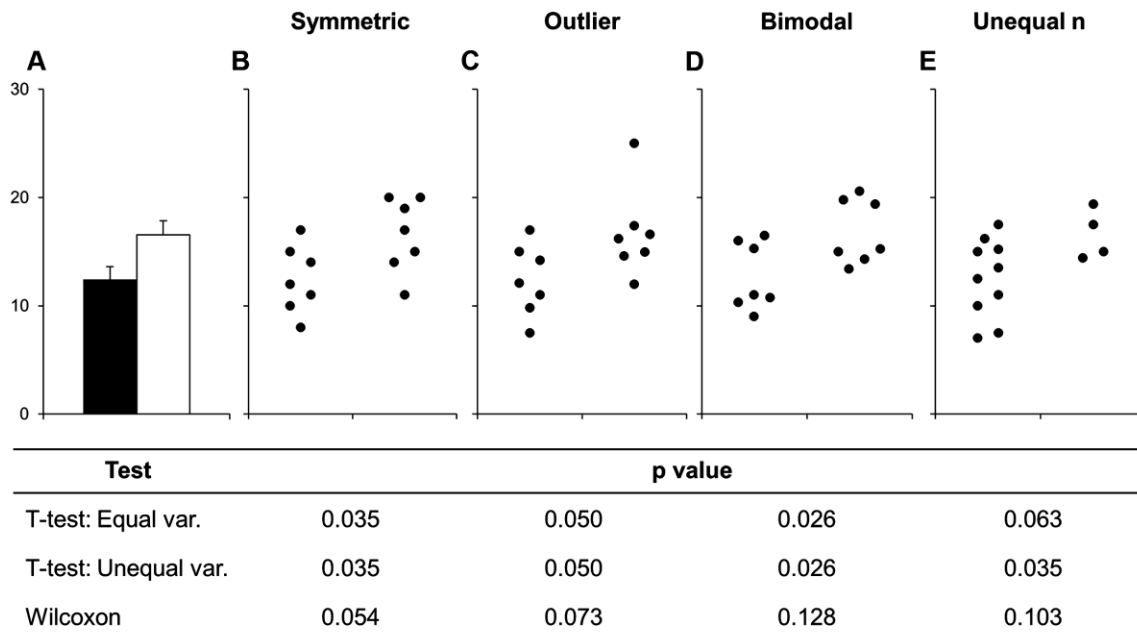 Symmetric Outlier Bimodal Unequal n
A B C D E
30
20
10
0
Test p value
T-test: Equal var. 0.035 0.050 0.026 0.063
T-test: Unequal var. 0.035 0.050 0.026 0.035
Wilcoxon 0.054 0.073 0.128 0.103